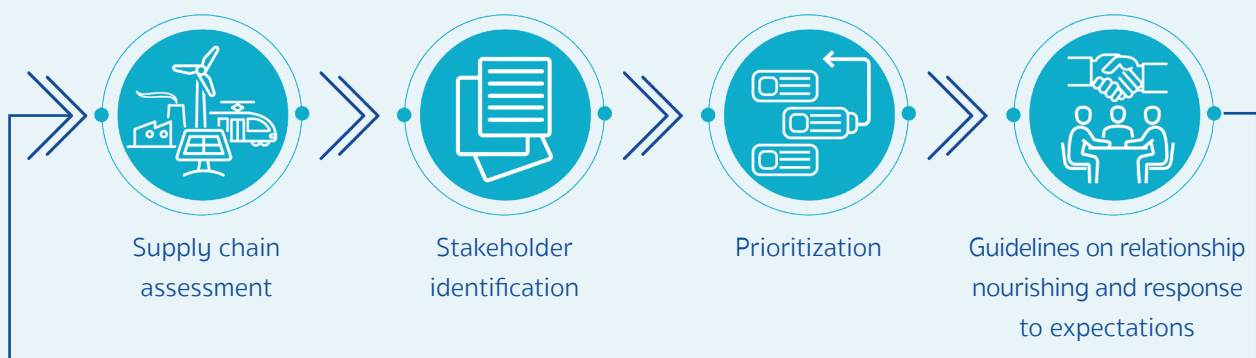 Supply chain
assessment
Stakeholder
identification
Prioritization
Guidelines on relationship
nourishing and response
to expectations